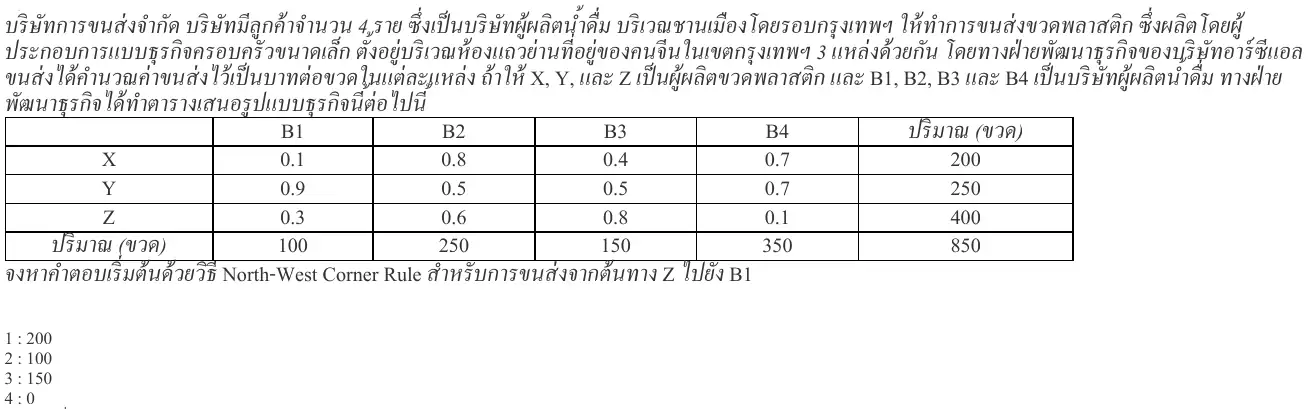 บริษัทการขนส่งจำกัด บริษัทมีลูกค้าจำนวน 4 ราย ซึ่งเป็นบริษัทผู้ผลิตน้ำดื่ม บริเวณชานเมืองโดยรอบกรุงเทพฯ ให้ทำการขนส่งขวดพลาสติก ซึ่งผลิตโดยผู้
ประกอบการแบบธุรกิจครอบครัวขนาดเล็ก ตั้งอยู่บริเวณห้องแถวย่านที่อยู่ของคนจีนในเขตกรุงเทพฯ 3 แหล่งด้วยกัน โดยทางฝ่ายพัฒนาธุรกิจของบริษัทอาร์ซีแอล
ขนส่งได้คำนวณค่าขนส่งไว้เป็นบาทต่อขวดในแต่ละแหล่ง ถ้าให้ X, Y, และ Z เป็นผู้ผลิตขวดพลาสติก และ B1, B2, B3 และ B4 เป็นบริษัทผู้ผลิตน้ำดื่ม ทางฝ่าย
พัฒนาธุรกิจได้ทำตารางเสนอรูปแบบธุรกิจนี้ต่อไปนี้
B1 B2 B3 B4 ปริมาณ (ขวด)
X 0.1 0.8 0.4 0.7 200
Y 0.9 0.5 0.5 0.7 250
Z 0.3 0.6 0.8 0.1 400
ปริมาณ (ขวด) 100 250 150 350 850
จงหาคำตอบเริ่มต้นด้วยวิธี North-West Corner Rule สำหรับการขนส่งจากต้นทาง Z ไปยัง B1
1 : 200
2 : 100
3 : 150
4 : 0